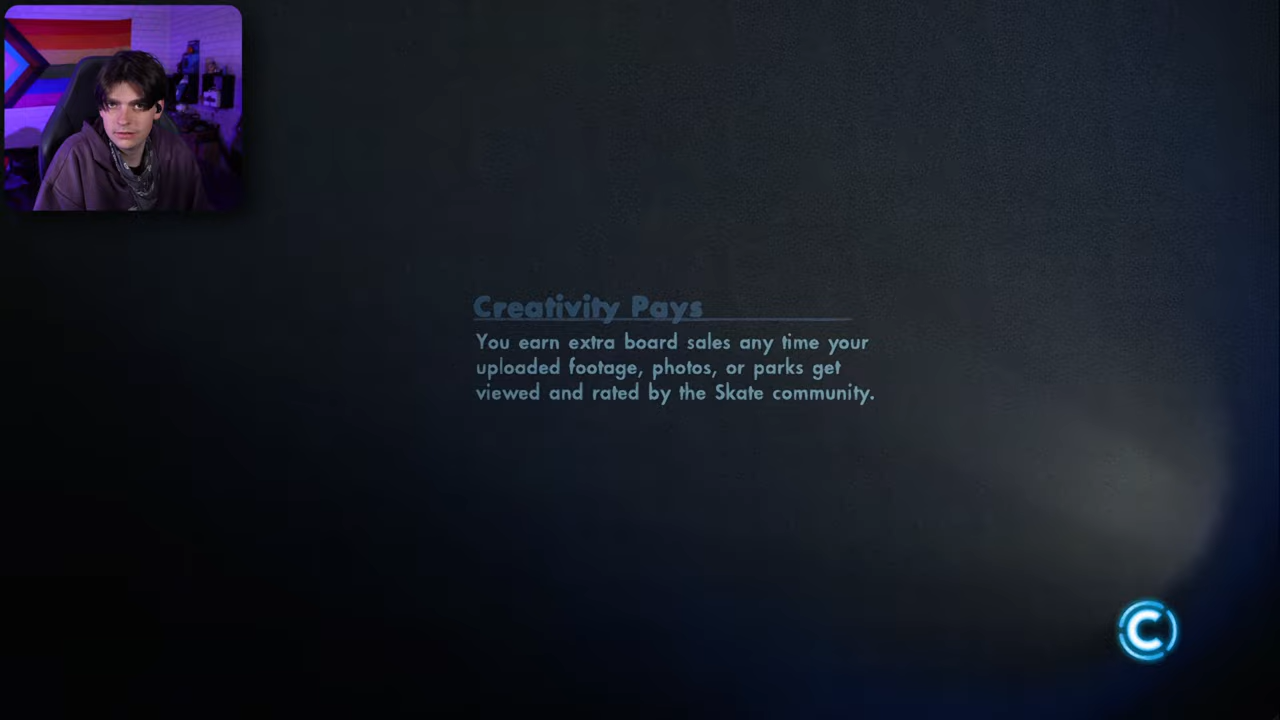 Creativity Pays
You earn extra board sales any time your
uploaded footage, photos, or parks get
viewed and rated by the Skate community.
C